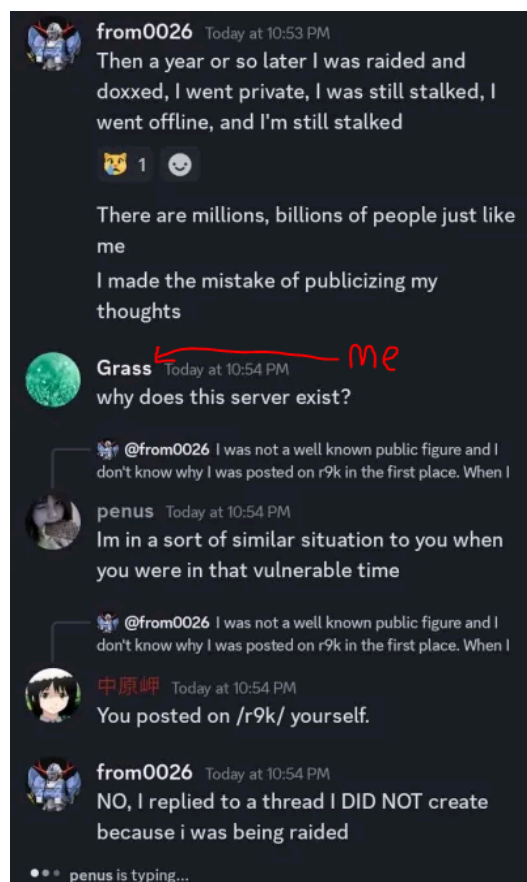 from0026 Today at 10:53 PM
Then a year or so later I was raided and
doxxed, I went private, I was still stalked, I
went offline, and I'm still stalked
1
There are millions, billions of people just like
me
I made the mistake of publicizing my
thoughts
Grass Today at 10:54 PM
me
why does this server exist?
@from0026 I was not a well known public figure and I
don't know why I was posted on r9k in the first place. When I
penus Today at 10:54 PM
Im in a sort of similar situation to you when
you were in that vulnerable time
@from0026 I was not a well known public figure and I
don't know why I was posted on r9k in the first place. When I
中原岬 Today at 10:54 PM
You posted on /r9k/ yourself.
from0026 Today at 10:54 PM
NO, I replied to a thread I DID NOT create
because i was being raided
penus is typing...